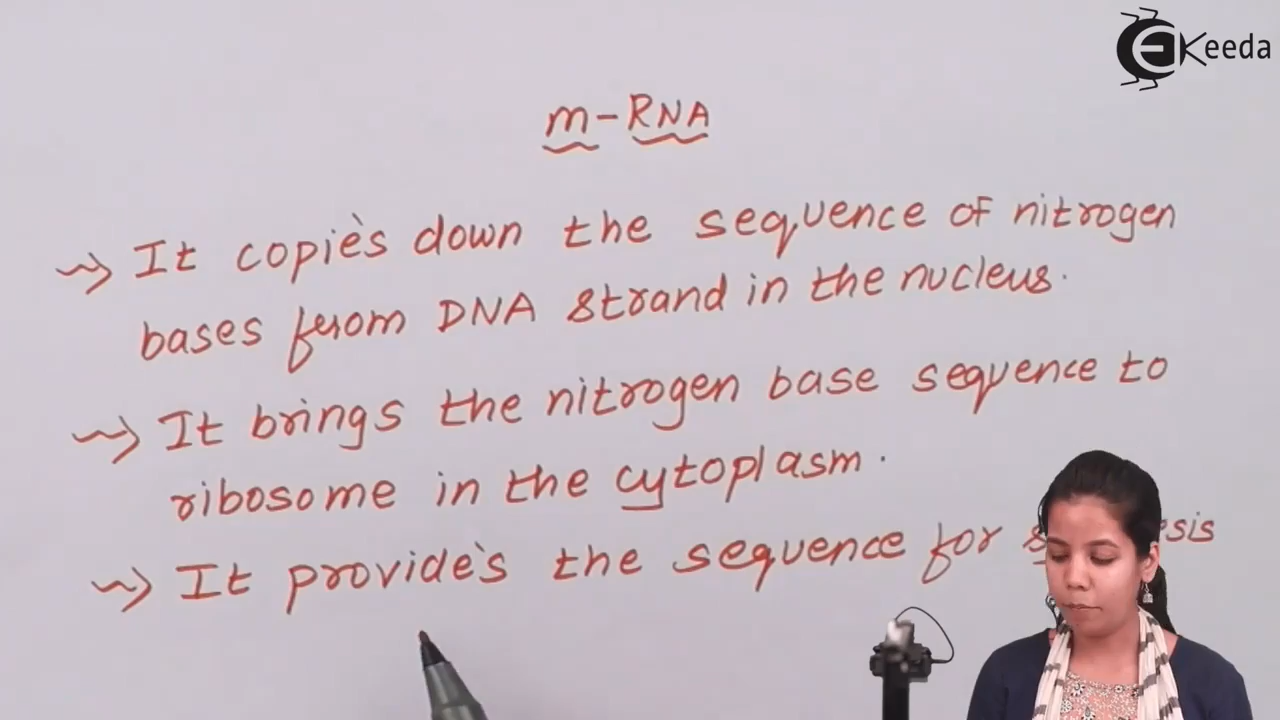 EKeeda
m-RNA
⇝ It copies down the sequence of nitrogen
bases from DNA strand in the nucleus.
⇝ It brings the nitrogen base sequence to
ribosome in the cytoplasm.
⇝ It provides the sequence for